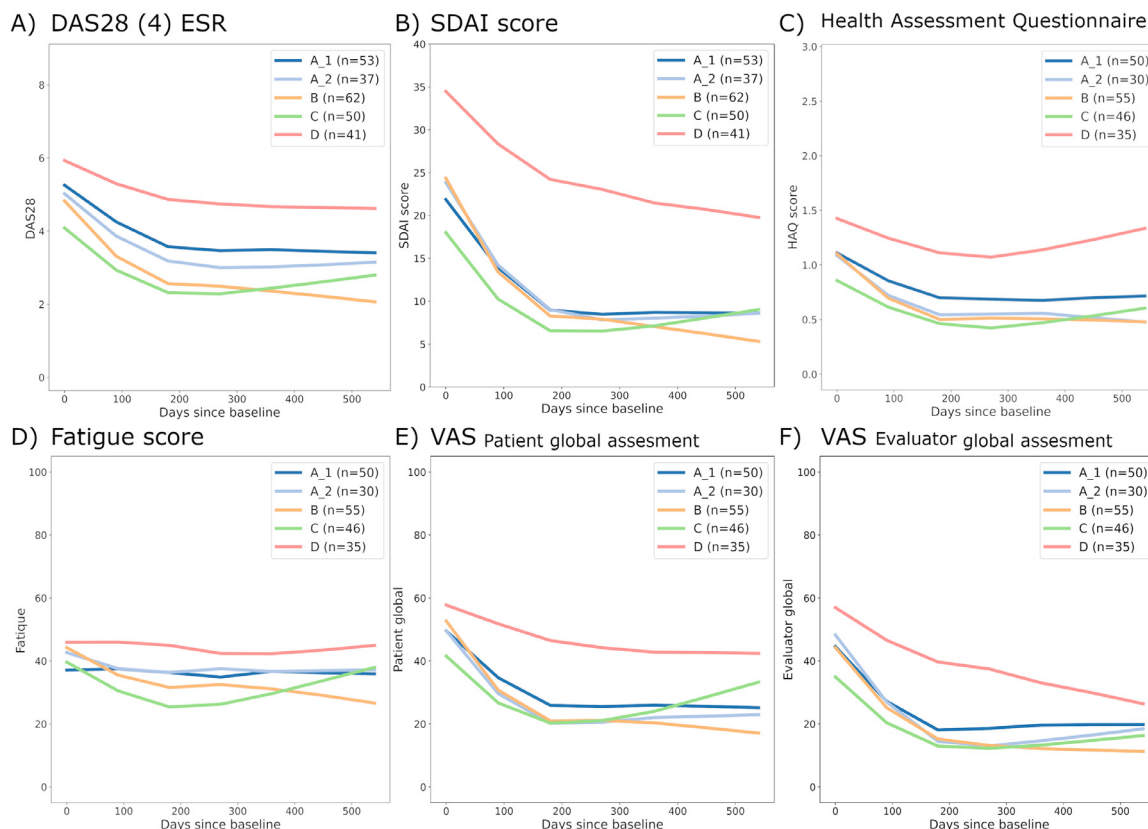 A) DAS28 (4) ESR
8
6
4
2
0
DAS28
A_1 (n=53)
A_2 (n=37)
B (n=62)
C (n=50)
D (n=41)
0 100 200 300 400 500
Days since baseline
B) SDAI score
40
35
30
25
20
15
10
5
0
SDAI score
A_1 (n=53)
A_2 (n=37)
B (n=62)
C (n=50)
D (n=41)
0 100 200 300 400 500
Days since baseline
C) Health Assessment Questionnaire
3.0
2.5
2.0
1.5
1.0
0.5
0.0
HAQ score
A_1 (n=50)
A_2 (n=30)
B (n=55)
C (n=46)
D (n=35)
0 100 200 300 400 500
Days since baseline
D) Fatigue score
100
80
60
40
20
0
Fatique
A_1 (n=50)
A_2 (n=30)
B (n=55)
C (n=46)
D (n=35)
0 100 200 300 400 500
Days since baseline
E) VAS Patient global assesment
100
80
60
40
20
0
Patient global
A_1 (n=50)
A_2 (n=30)
B (n=55)
C (n=46)
D (n=35)
0 100 200 300 400 500
Days since baseline
F) VAS Evaluator global assesment
100
80
60
40
20
0
Evaluator global
A_1 (n=50)
A_2 (n=30)
B (n=55)
C (n=46)
D (n=35)
0 100 200 300 400 500
Days since baseline